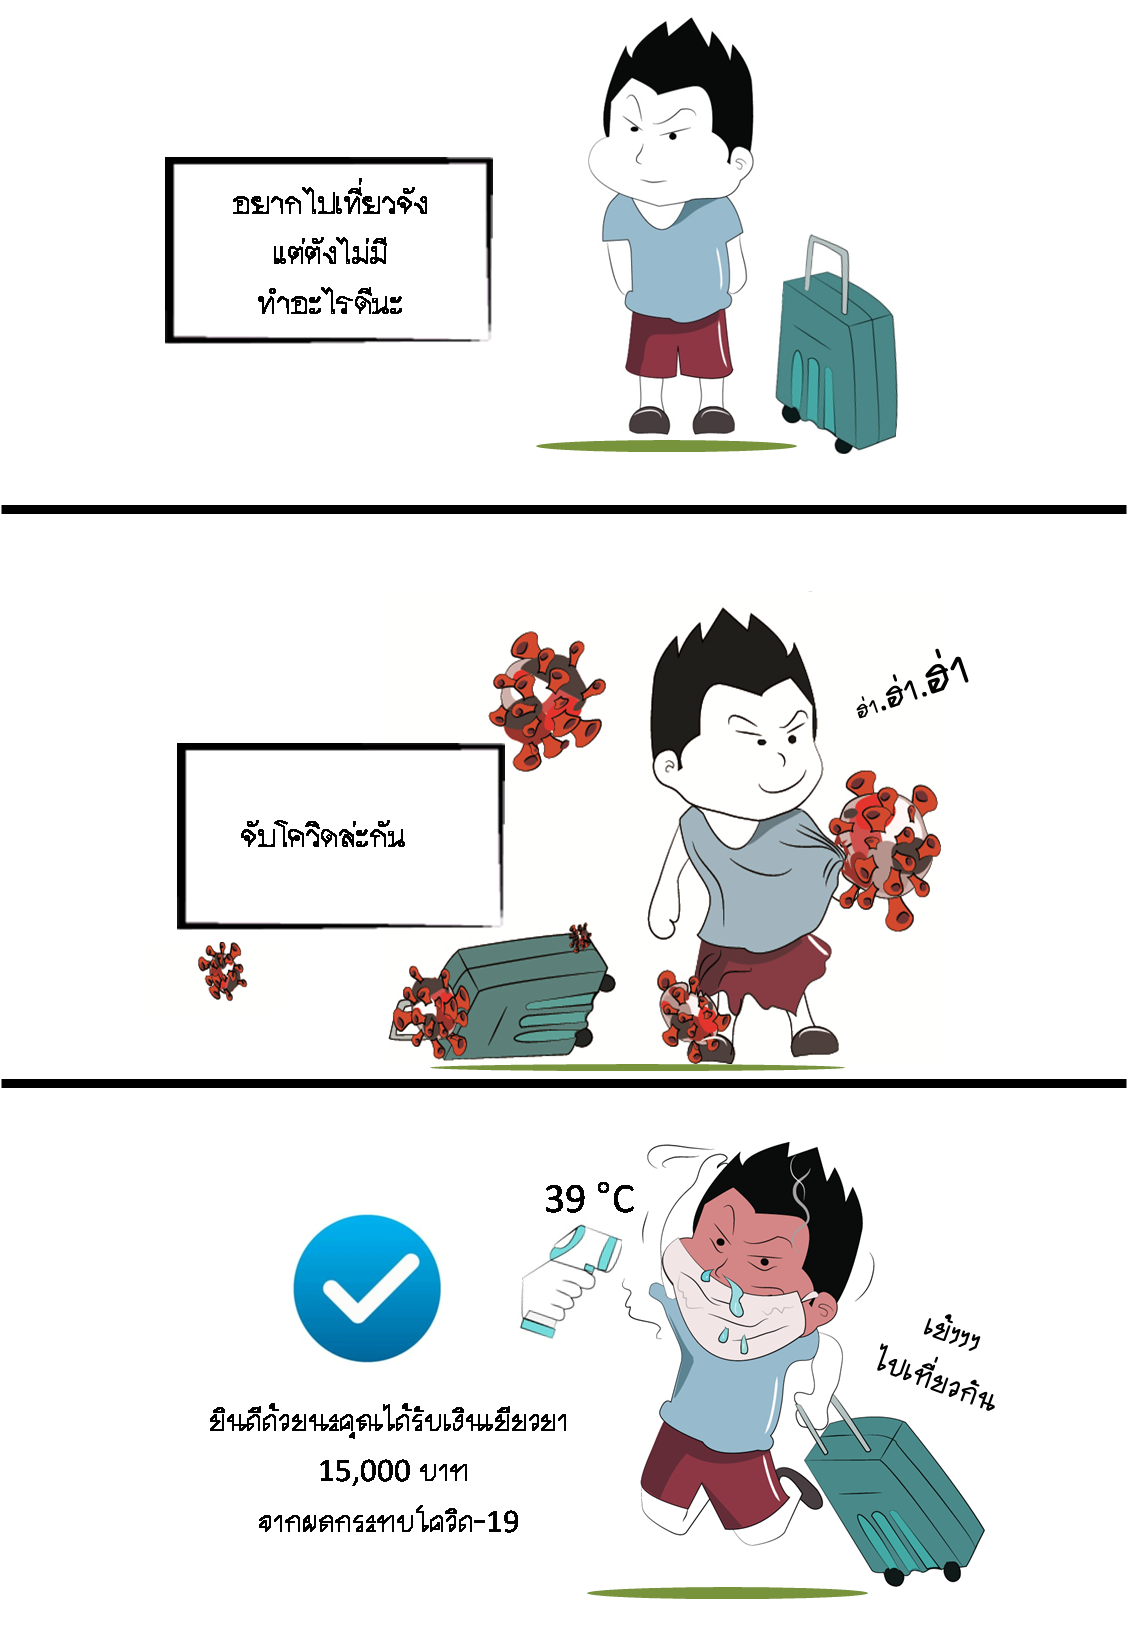 อยากไปเที่ยวจัง
แต่ตังไม่มี
ทำอะไรดีนะ
ฮ่า.ฮ่า.ฮ่า
จับโควิดล่ะกัน
39 °C
เย้ๆๆๆ
ไปเที่ยวกัน
ยินดีด้วยนะคุณได้รับเงินเยียวยา
15,000 บาท
จากผลกระทบโควิด-19